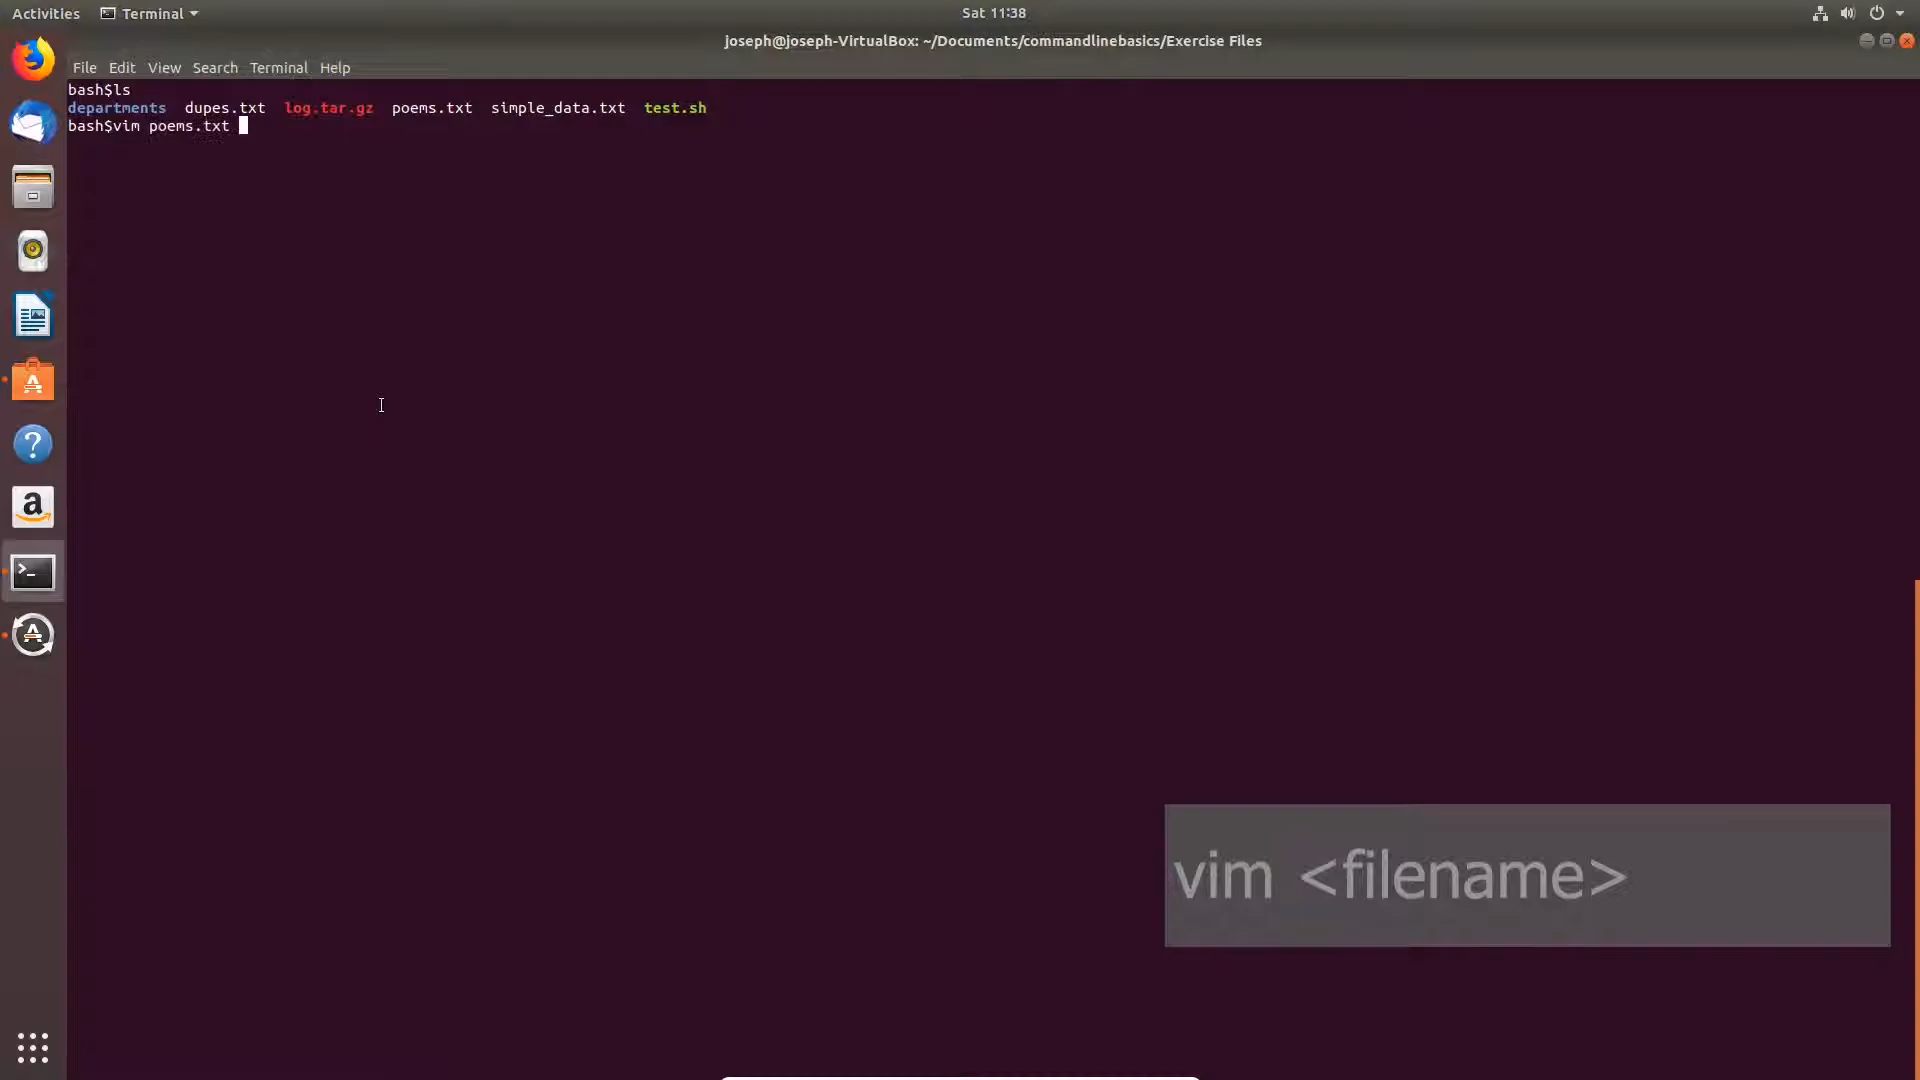 Activities Terminal Sat 11:38
joseph@joseph-VirtualBox: ~/Documents/commandlinebasics/Exercise Files
File Edit View Search Terminal Help
bash$ls
departments dupes.txt log.tar.gz poems.txt simple_data.txt test.sh
bash$vim poems.txt
vim <filename>